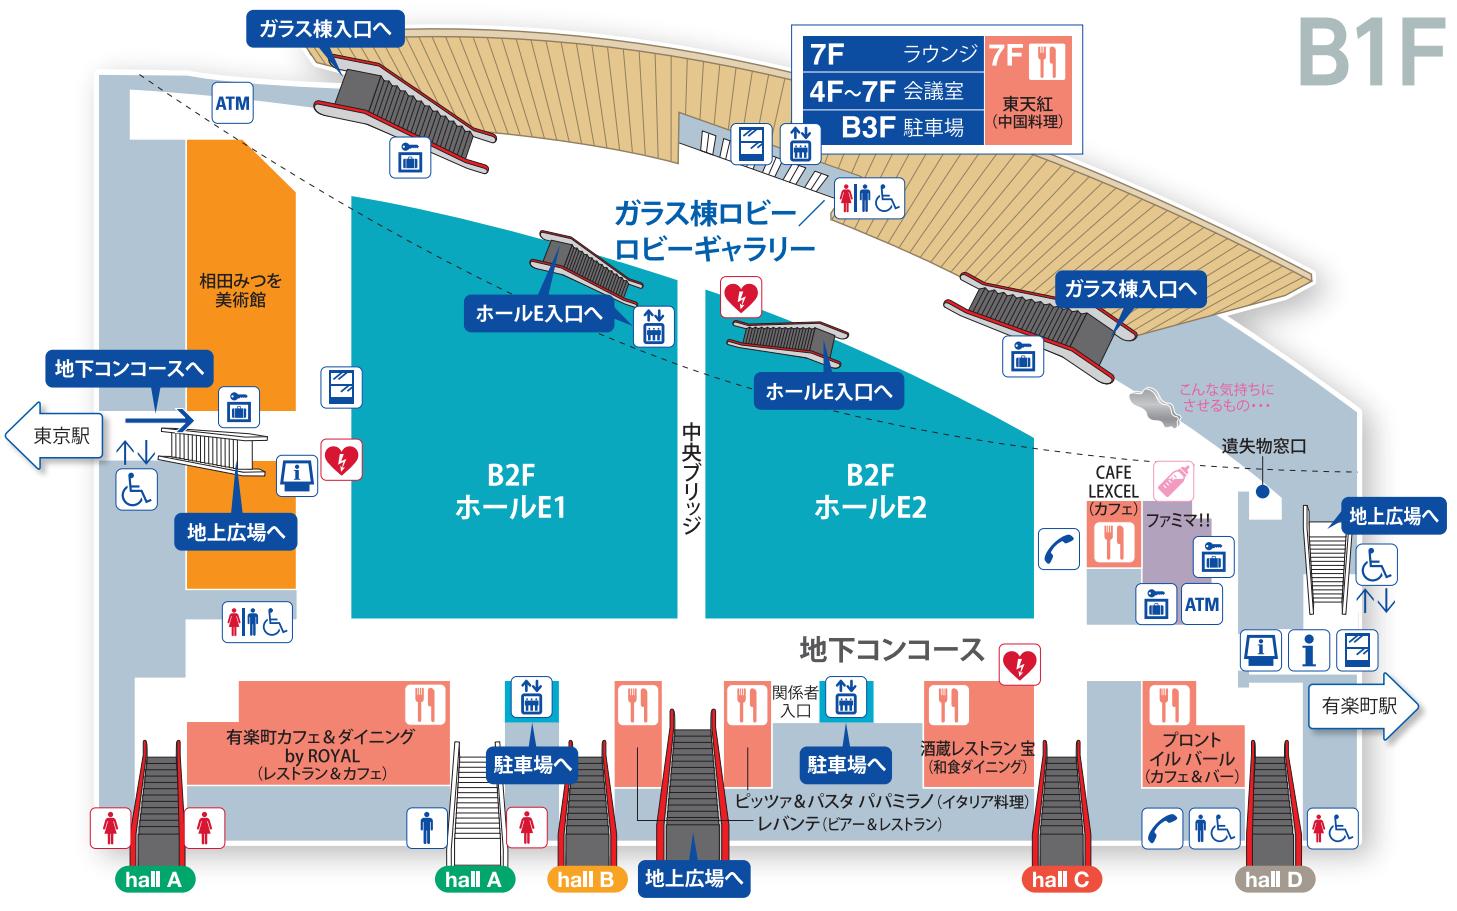 B1F
ガラス棟入口へ
7F ラウンジ
4F～7F 会議室
B3F 駐車場
7F
東天紅
(中国料理)
ATM
ガラス棟ロビー
ロビーギャラリー
相田みつを
美術館
ホールE入口へ
ガラス棟入口へ
地下コンコースへ
ホールE入口へ
こんな気持ちに
させるもの・・・
東京駅
中央ブリッジ
遺失物窓口
B2F
ホールE1
B2F
ホールE2
CAFE
LEXCEL
(カフェ)
ファミマ!!
地上広場へ
地上広場へ
ATM
地下コンコース
関係者
入口
有楽町駅
有楽町カフェ&ダイニング
by ROYAL
(レストラン&カフェ)
駐車場へ
駐車場へ
酒蔵レストラン 宝
(和食ダイニング)
プロント
イル バール
(カフェ&バー)
ピッツァ&パスタ パパミラノ(イタリア料理)
レバンテ(ビアー&レストラン)
地上広場へ
hall A
hall A
hall B
hall C
hall D